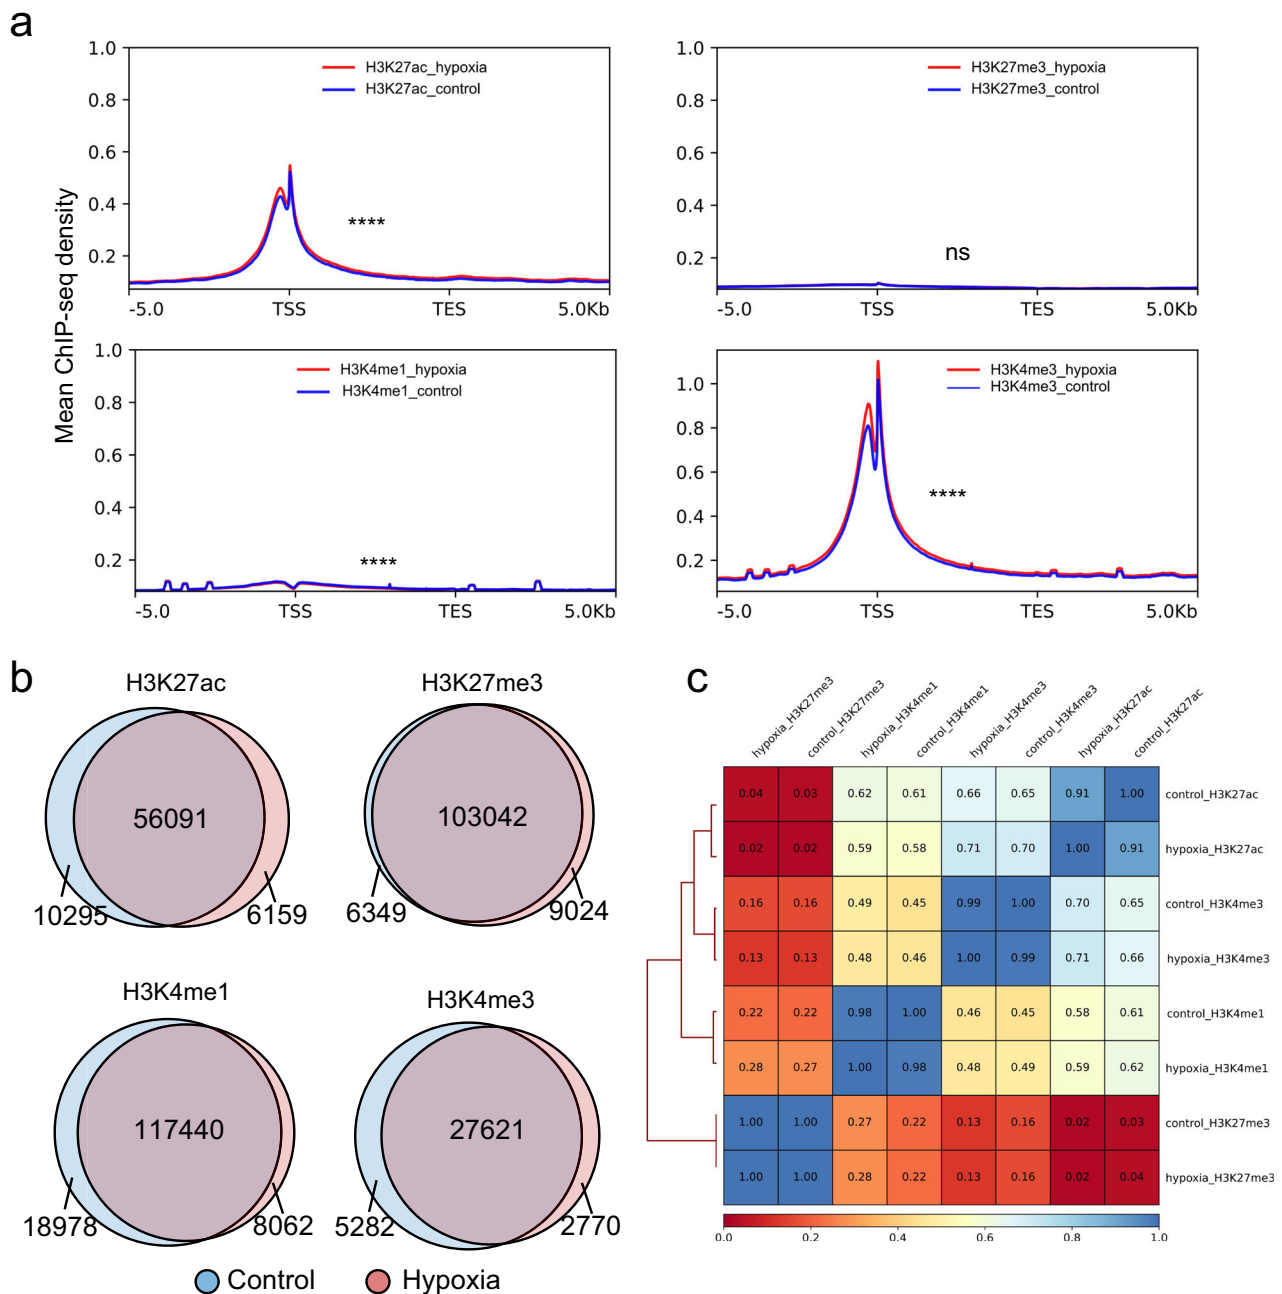 a
Mean ChIP-seq density
1.0
0.8
0.6
0.4
0.2
H3K27ac_hypoxia
H3K27ac_control
****
-5.0 TSS TES 5.0Kb
1.0
0.8
0.6
0.4
0.2
H3K27me3_hypoxia
H3K27me3_control
ns
-5.0 TSS TES 5.0Kb
1.0
0.8
0.6
0.4
0.2
H3K4me1_hypoxia
H3K4me1_control
****
-5.0 TSS TES 5.0Kb
1.0
0.8
0.6
0.4
0.2
H3K4me3_hypoxia
H3K4me3_control
****
-5.0 TSS TES 5.0Kb
b
H3K27ac
56091
10295 6159
H3K27me3
103042
6349 9024
H3K4me1
117440
18978 8062
H3K4me3
27621
5282 2770
Control Hypoxia
c
hypoxia_H3K27me3 control_H3K27me3 hypoxia_H3K4me1 control_H3K4me1 hypoxia_H3K4me3 control_H3K4me3 hypoxia_H3K27ac control_H3K27ac
0.04 0.03 0.62 0.61 0.66 0.65 0.91 1.00 control_H3K27ac
0.02 0.02 0.59 0.58 0.71 0.70 1.00 0.91 hypoxia_H3K27ac
0.16 0.16 0.49 0.45 0.99 1.00 0.70 0.65 control_H3K4me3
0.13 0.13 0.48 0.46 1.00 0.99 0.71 0.66 hypoxia_H3K4me3
0.22 0.22 0.98 1.00 0.46 0.45 0.58 0.61 control_H3K4me1
0.28 0.27 1.00 0.98 0.48 0.49 0.59 0.62 hypoxia_H3K4me1
1.00 1.00 0.27 0.22 0.13 0.16 0.02 0.03 control_H3K27me3
1.00 1.00 0.28 0.22 0.13 0.16 0.02 0.04 hypoxia_H3K27me3
0.0 0.2 0.4 0.6 0.8 1.0